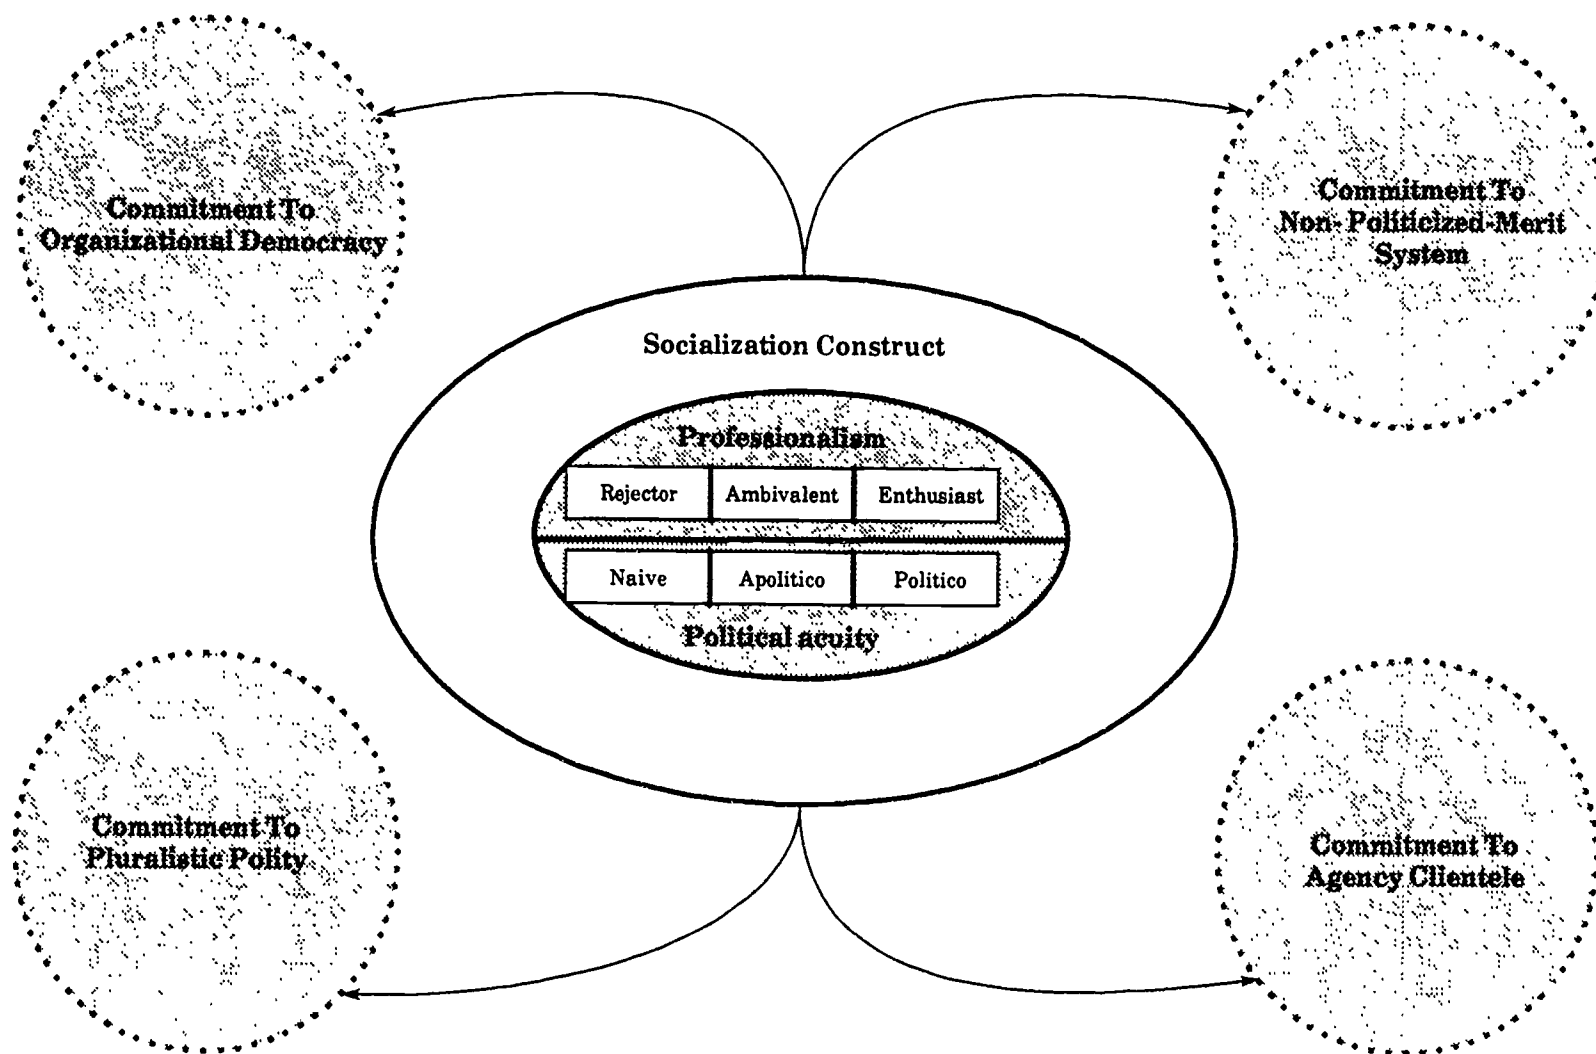 Commitment To
Organizational Democracy
Commitment To
Non-Politicized-Merit
System
Socialization Construct
Professionalism
Rejector Ambivalent Enthusiast
Naive Apolitico Politico
Political acuity
Commitment To
Pluralistic Polity
Commitment To
Agency Clientele